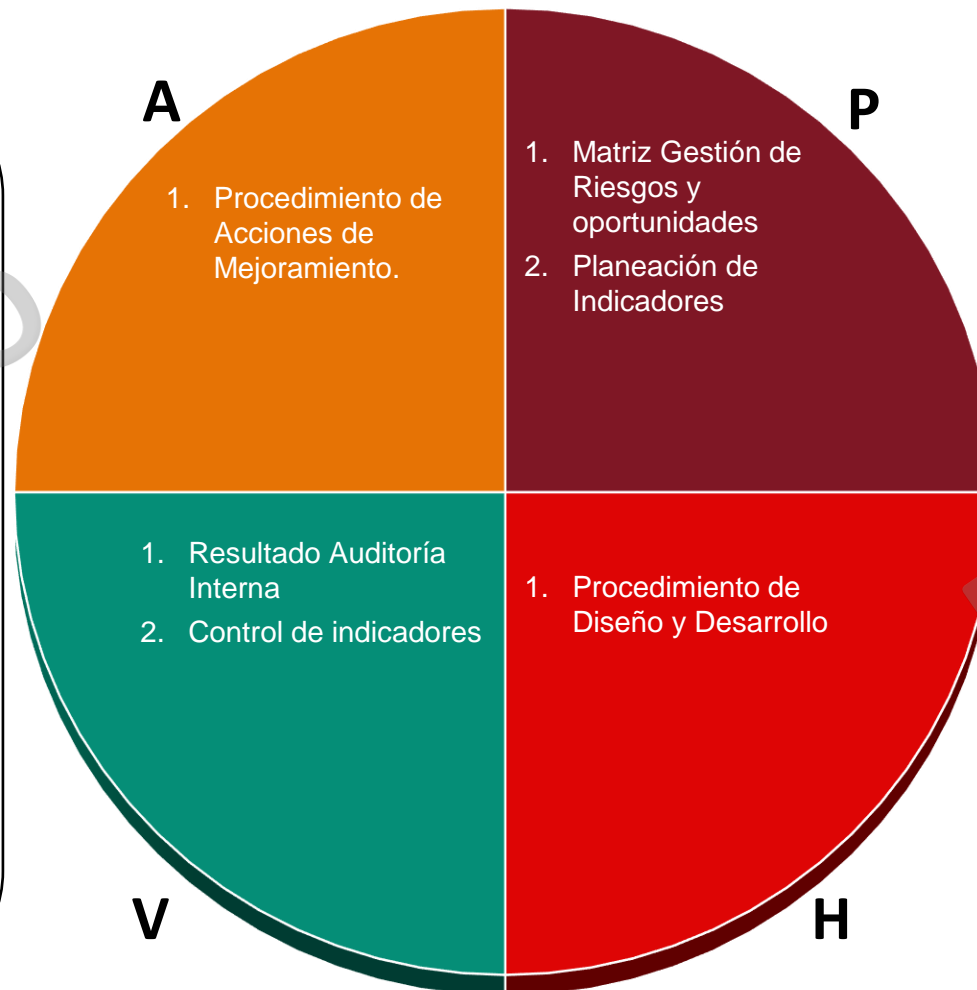 A
P
1. Procedimiento de
Acciones de
Mejoramiento.
1. Matriz Gestión de
Riesgos y
oportunidades
2. Planeación de
Indicadores
1. Resultado Auditoría
Interna
2. Control de indicadores
1. Procedimiento de
Diseño y Desarrollo
V
H